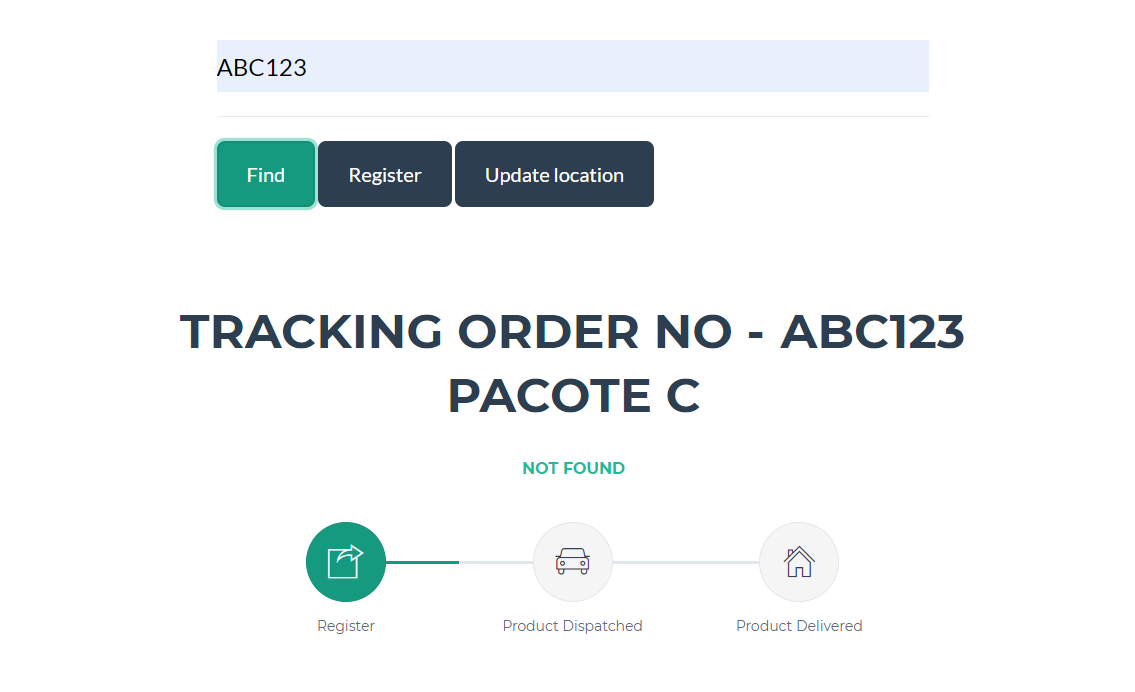 ABC123
Find Register Update location
TRACKING ORDER NO - ABC123
PACOTE C
NOT FOUND
Register Product Dispatched Product Delivered